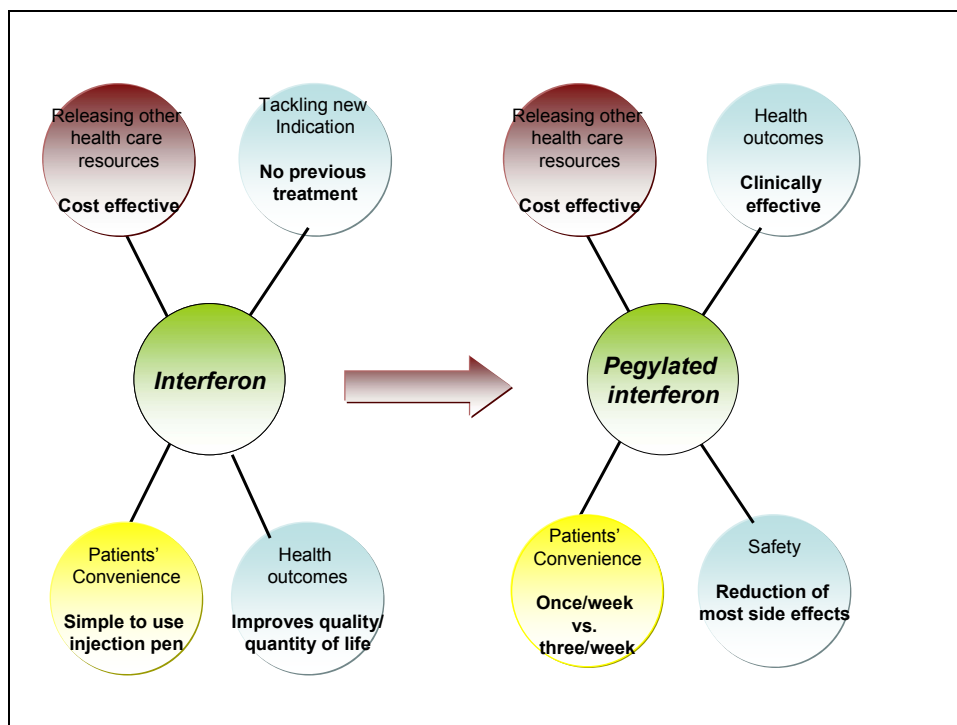 Releasing other
health care
resources
Cost effective
Tackling new
Indication
No previous
treatment
Interferon
Patients’
Convenience
Simple to use
injection pen
Health
outcomes
Improves quality/
quantity of life
Releasing other
health care
resources
Cost effective
Health
outcomes
Clinically
effective
Pegylated
interferon
Patients’
Convenience
Once/week
vs.
three/week
Safety
Reduction of
most side effects